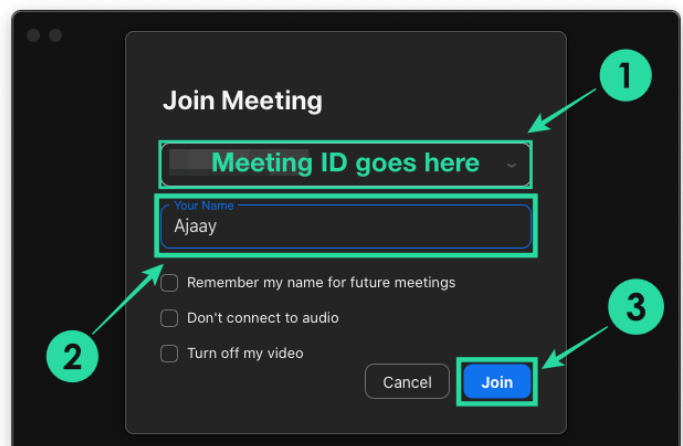 1
Join Meeting
Meeting ID goes here
Your Name
Ajaay
Remember my name for future meetings
Don't connect to audio
3
2
Turn off my video
Cancel
Join